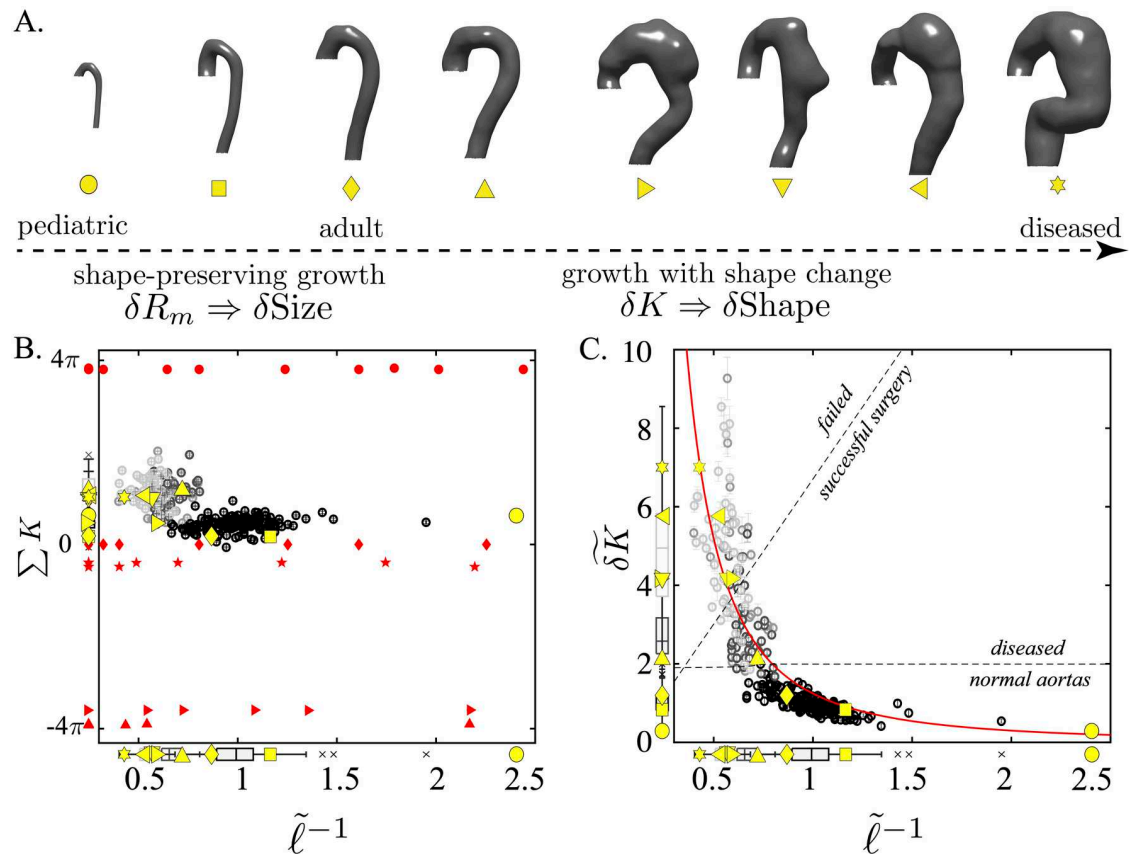 A.
pediatric
adult
diseased
shape-preserving growth
growth with shape change
δR_m ⇒ δSize
δK ⇒ δShape
B.
4π
0
-4π
∑ K
0.5
1
1.5
2
2.5
ℓ̃⁻¹
C.
10
8
6
4
2
0
δ̃K
failed
successful surgery
diseased
normal aortas
0.5
1
1.5
2
2.5
ℓ̃⁻¹